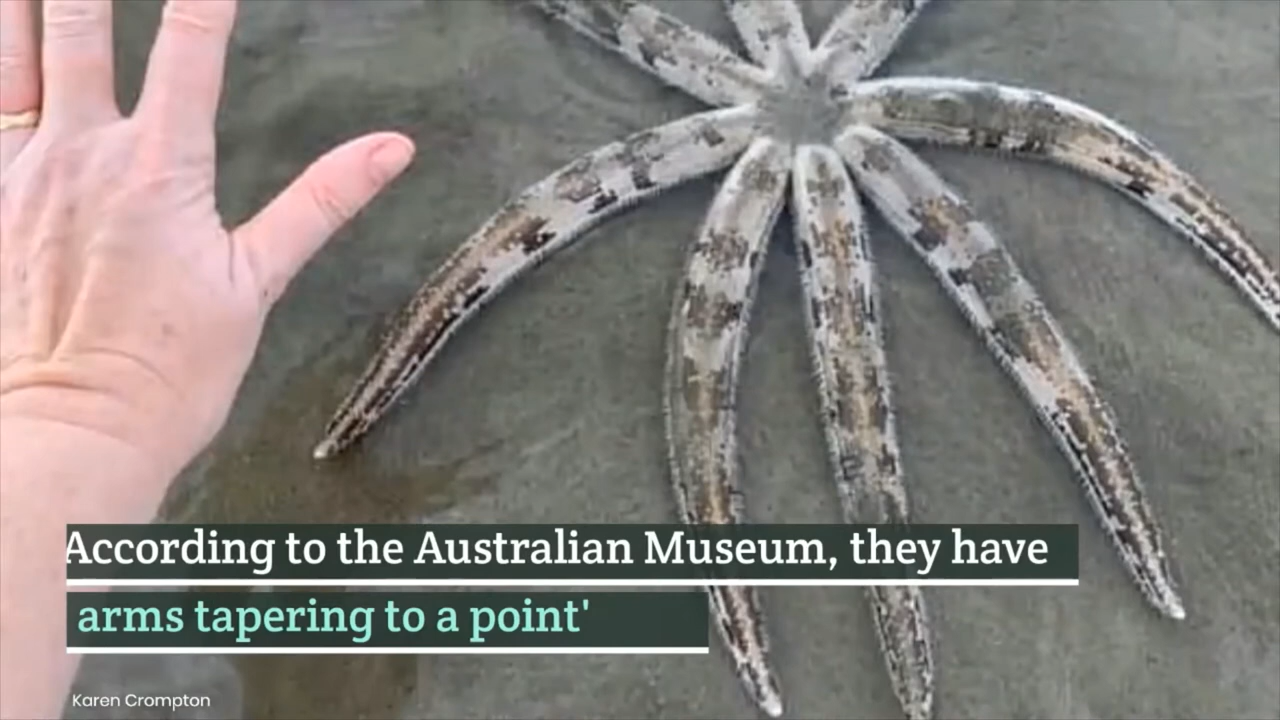 According to the Australian Museum, they have
arms tapering to a point'
Karen Crompton